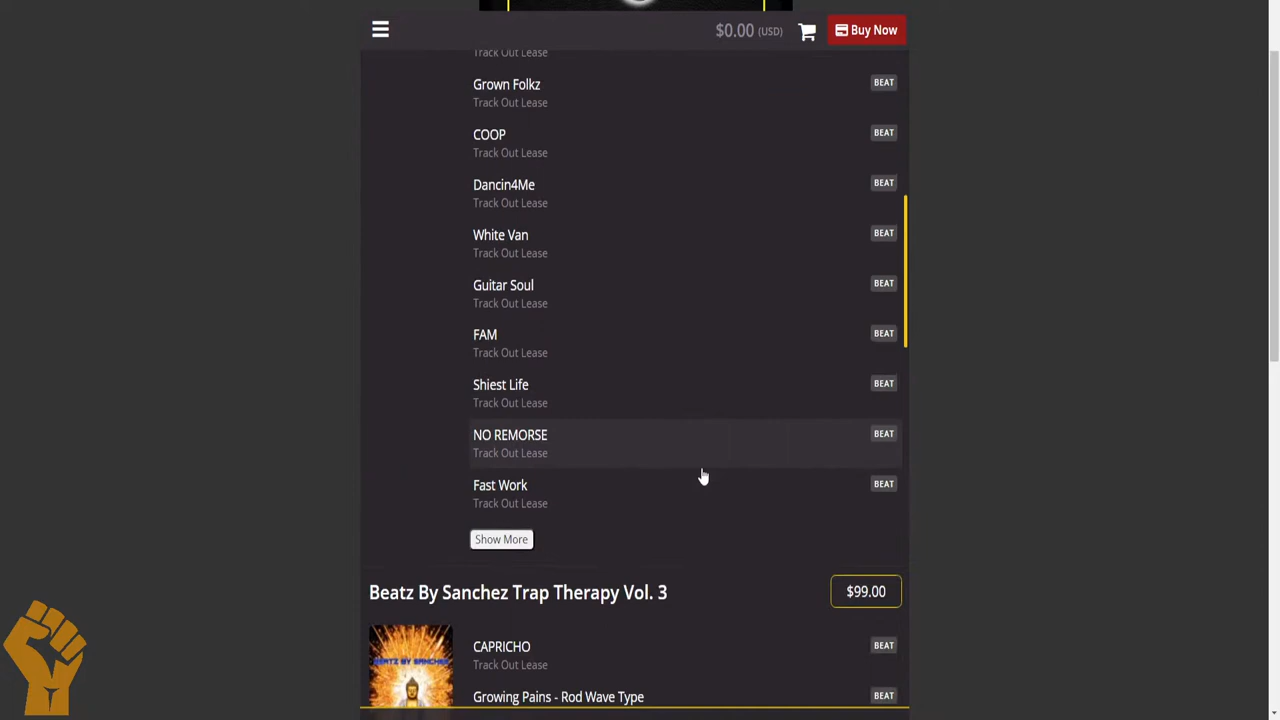 $0.00 (USD) Buy Now
Track Out Lease
Grown Folkz BEAT
Track Out Lease
COOP BEAT
Track Out Lease
Dancin4Me BEAT
Track Out Lease
White Van BEAT
Track Out Lease
Guitar Soul BEAT
Track Out Lease
FAM BEAT
Track Out Lease
Shiest Life BEAT
Track Out Lease
NO REMORSE BEAT
Track Out Lease
Fast Work BEAT
Track Out Lease
Show More
Beatz By Sanchez Trap Therapy Vol. 3 $99.00
BEATZ BY SANCHEZ
CAPRICHO BEAT
Track Out Lease
Growing Pains - Rod Wave Type BEAT